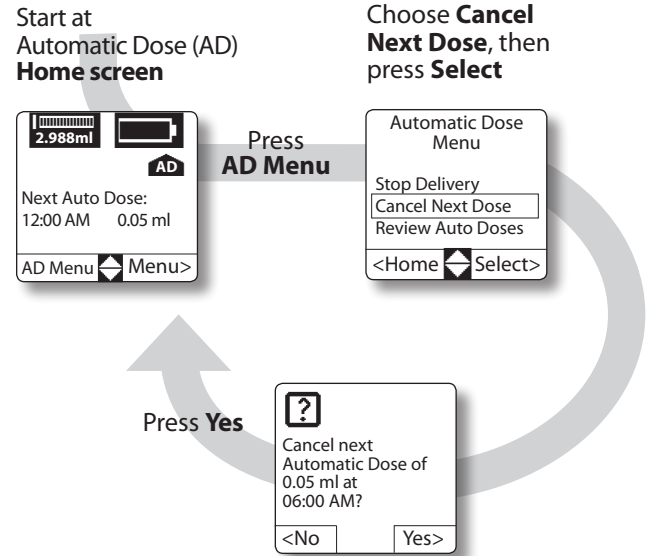 Start at
Automatic Dose (AD)
Home screen
2.988ml
AD
Next Auto Dose:
12:00 AM 0.05 ml
AD Menu Menu>
Press
AD Menu
Choose Cancel
Next Dose, then
press Select
Automatic Dose
Menu
Stop Delivery
Cancel Next Dose
Review Auto Doses
<Home Select>
?
Cancel next
Automatic Dose of
0.05 ml at
06:00 AM?
<No Yes>
Press Yes